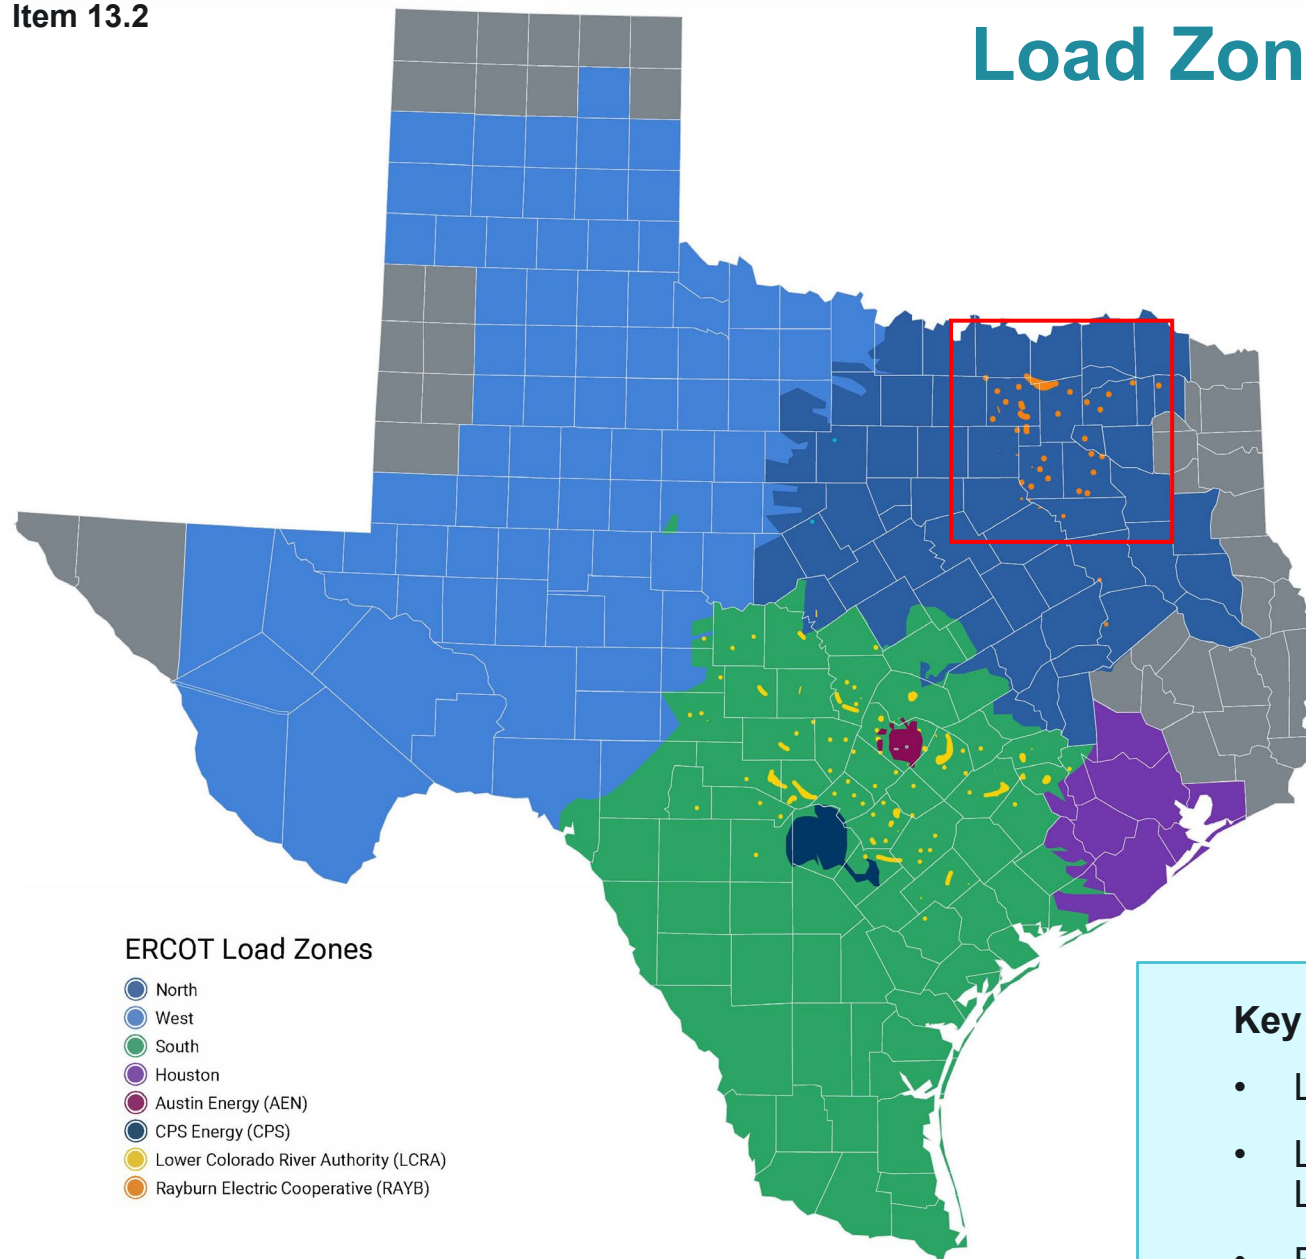 Item 13.2
Load Zon
ERCOT Load Zones
North
West
South
Houston
Austin Energy (AEN)
CPS Energy (CPS)
Lower Colorado River Authority (LCRA)
Rayburn Electric Cooperative (RAYB)
Key
• L
• L
L